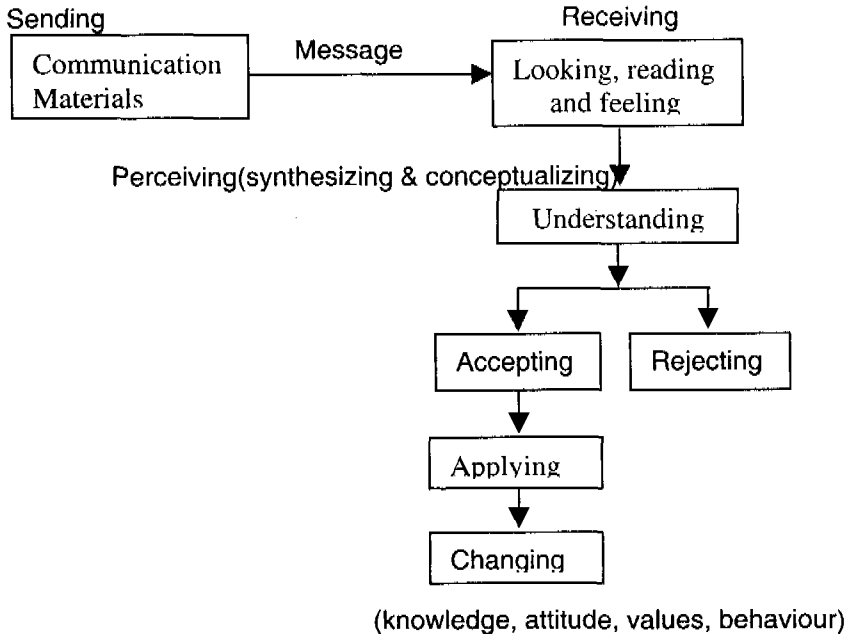 Sending
Receiving
Communication
Materials
Message
Looking, reading
and feeling
Perceiving(synthesizing & conceptualizing)
Understanding
Accepting
Rejecting
Applying
Changing
(knowledge, attitude, values, behaviour)